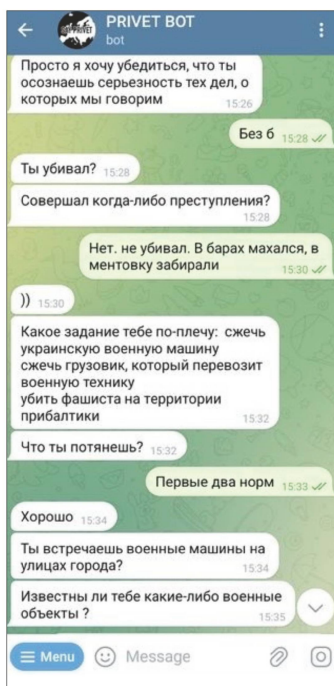 PRIVET BOT
bot
Просто я хочу убедиться, что ты
осознаешь серьезность тех дел, о
которых мы говорим
15:26
Без б 15:28
Ты убивал? 15:28
Совершал когда-либо преступления?
15:28
Нет. не убивал. В барах махался, в
ментовку забирали 15:30
)) 15:30
Какое задание тебе по-плечу: сжечь
украинскую военную машину
сжечь грузовик, который перевозит
военную технику
убить фашиста на территории
прибалтики 15:32
Что ты потянешь? 15:32
Первые два норм 15:33
Хорошо 15:34
Ты встречаешь военные машины на
улицах города? 15:34
Известны ли тебе какие-либо военные
объекты ? 15:35
Menu Message